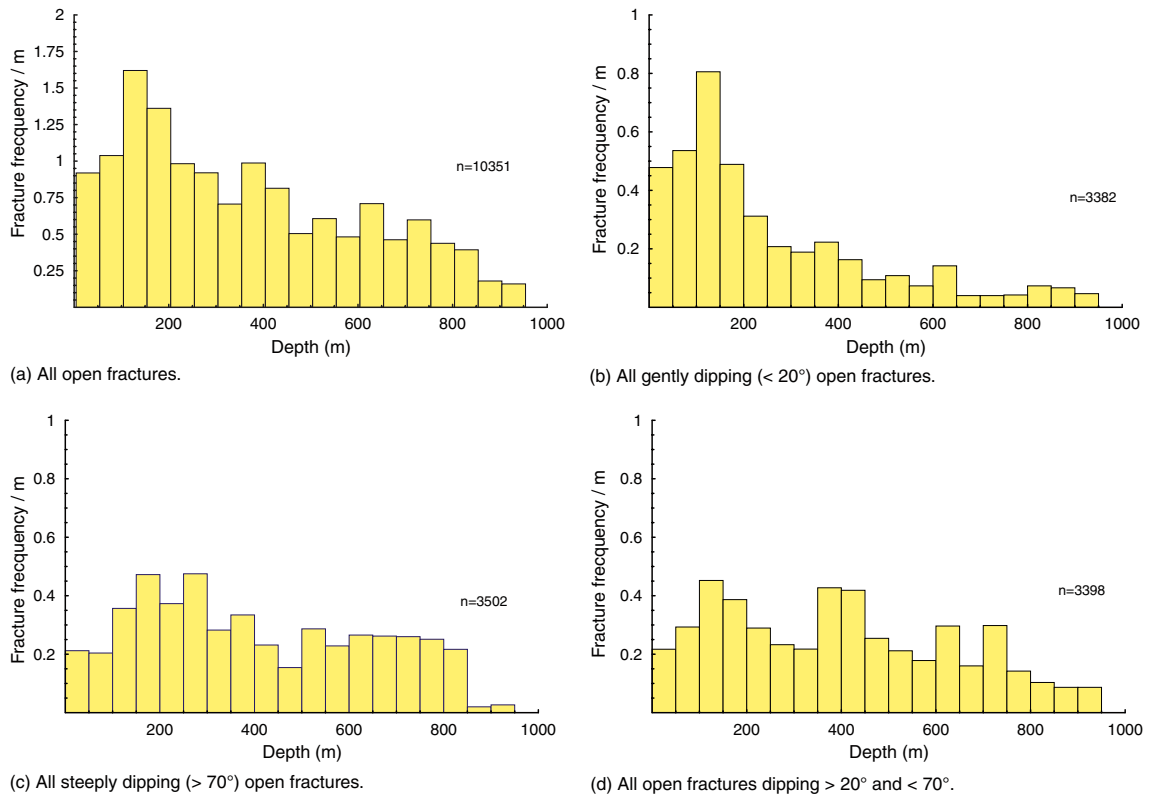 2
1.75
1.5
1.25
1
0.75
0.5
0.25
Fracture frecquency / m
n=10351
200 400 600 800 1000
Depth (m)
(a) All open fractures.
1
0.8
0.6
0.4
0.2
Fracture frecquency / m
n=3382
200 400 600 800 1000
Depth (m)
(b) All gently dipping (< 20°) open fractures.
1
0.8
0.6
0.4
0.2
Fracture frecquency / m
n=3502
200 400 600 800 1000
Depth (m)
(c) All steeply dipping (> 70°) open fractures.
1
0.8
0.6
0.4
0.2
Fracture frecquency / m
n=3398
200 400 600 800 1000
Depth (m)
(d) All open fractures dipping > 20° and < 70°.